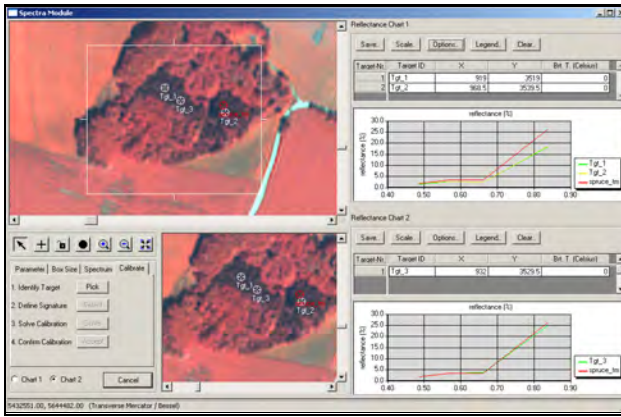 Spectra Module
Reflectance Chart 1
Save.. Scale.. Options.. Legend.. Clear..
Target-Nr. Target ID X Y Bri. T. (Celsius)
1 Tgt_1 919 3519 0
2 Tgt_2 968.5 3539.5 0
reflectance [%]
reflectance [%]
30.0
25.0
20.0
15.0
10.0
5.0
0.0
0.40 0.50 0.60 0.70 0.80 0.90
Tgt_1
Tgt_2
Tgt_1
Tgt_3
Tgt_2
Reflectance Chart 2
Save.. Scale.. Options.. Legend.. Clear..
Target-Nr. Target ID X Y Bri. T. (Celsius)
1 Tgt_3 932 3529.5 0
reflectance [%]
reflectance [%]
30.0
25.0
20.0
15.0
10.0
5.0
0.0
0.40 0.50 0.60 0.70 0.80 0.90
Tgt_3
Tgt_1
Tgt_3
Tgt_2
Parameter Box Size Spectrum Calibrate
1. Identify Target Pick
2. Define Signature
3. Solve Calibration
4. Confirm Calibration
Chart 1 Chart 2 Cancel
5432551.00, 5644482.00 (Transverse Mercator / Bessel)